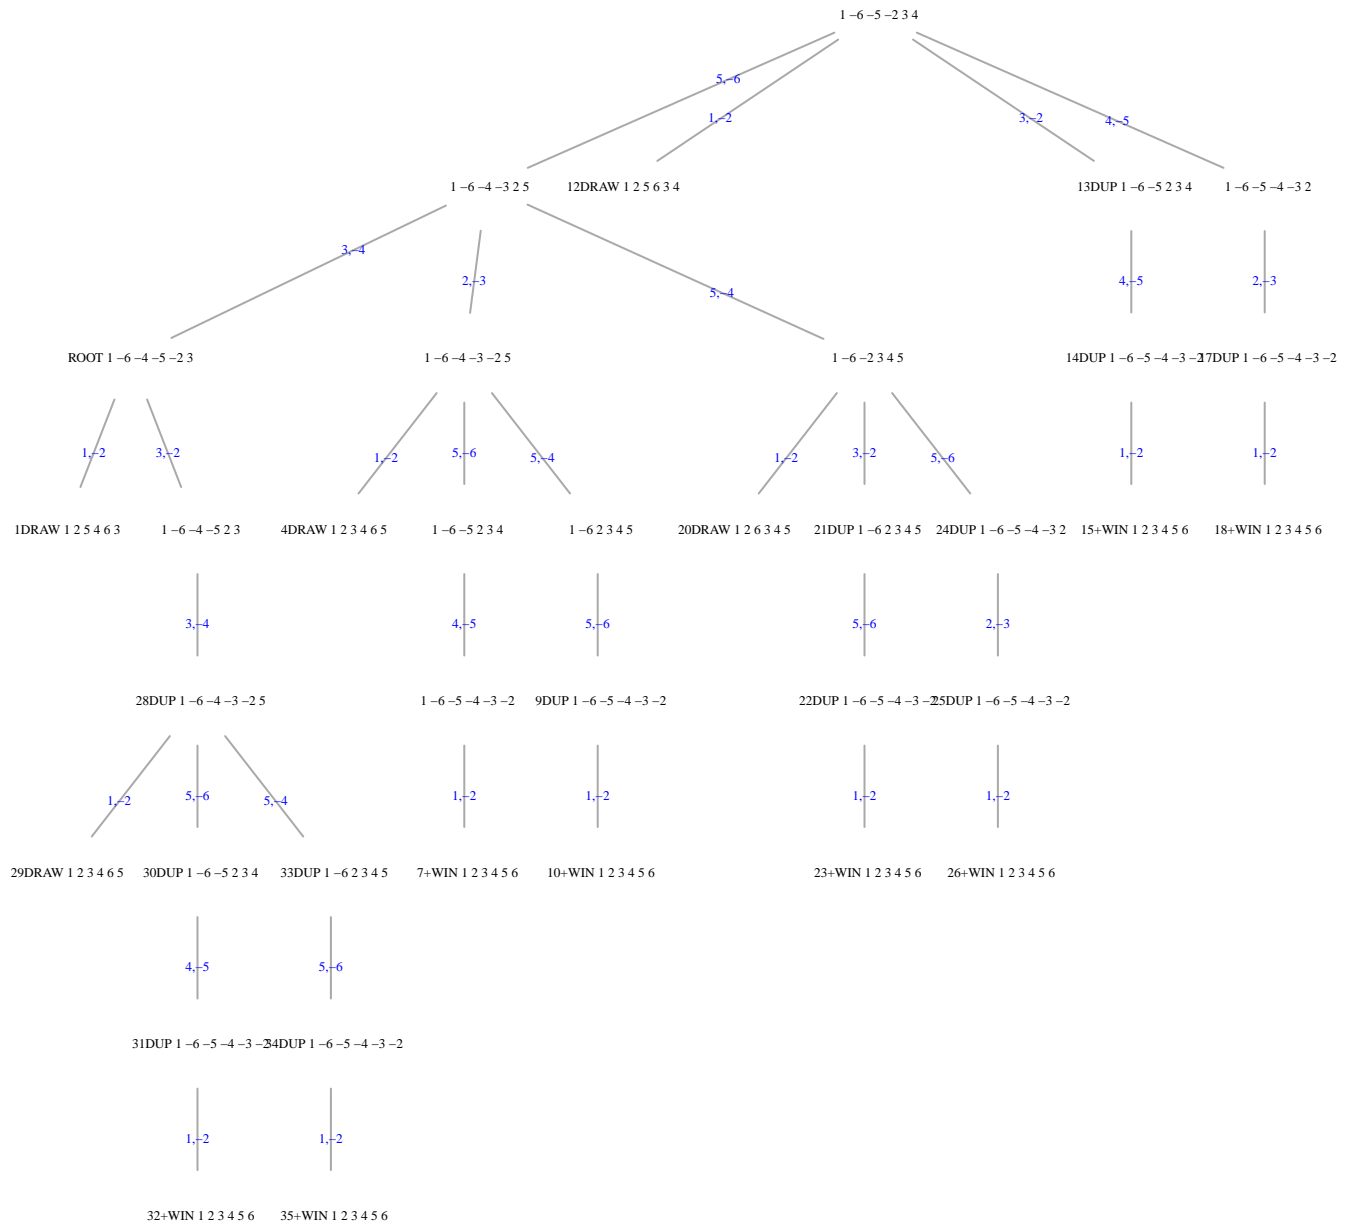 1 −6 −5 −2 3 4
5,−6
1,−2
3,−2
4,−5
1 −6 −4 −3 2 5
12DRAW 1 2 5 6 3 4
13DUP 1 −6 −5 2 3 4
1 −6 −5 −4 −3 2
3,−4
2,−3
5,−4
4,−5
2,−3
ROOT 1 −6 −4 −5 −2 3
1 −6 −4 −3 −2 5
1 −6 −2 3 4 5
14DUP 1 −6 −5 −4 −3 −2
17DUP 1 −6 −5 −4 −3 −2
1,−2
3,−2
1,−2
5,−6
5,−4
1,−2
3,−2
5,−6
1,−2
1,−2
1DRAW 1 2 5 4 6 3
1 −6 −4 −5 2 3
4DRAW 1 2 3 4 6 5
1 −6 −5 2 3 4
1 −6 2 3 4 5
20DRAW 1 2 6 3 4 5
21DUP 1 −6 2 3 4 5
24DUP 1 −6 −5 −4 −3 2
15+WIN 1 2 3 4 5 6
18+WIN 1 2 3 4 5 6
3,−4
4,−5
5,−6
5,−6
2,−3
28DUP 1 −6 −4 −3 −2 5
1 −6 −5 −4 −3 −2
9DUP 1 −6 −5 −4 −3 −2
22DUP 1 −6 −5 −4 −3 −2
25DUP 1 −6 −5 −4 −3 −2
1,−2
5,−6
5,−4
1,−2
1,−2
1,−2
1,−2
29DRAW 1 2 3 4 6 5
30DUP 1 −6 −5 2 3 4
33DUP 1 −6 2 3 4 5
7+WIN 1 2 3 4 5 6
10+WIN 1 2 3 4 5 6
23+WIN 1 2 3 4 5 6
26+WIN 1 2 3 4 5 6
4,−5
5,−6
31DUP 1 −6 −5 −4 −3 −2
34DUP 1 −6 −5 −4 −3 −2
1,−2
1,−2
32+WIN 1 2 3 4 5 6
35+WIN 1 2 3 4 5 6